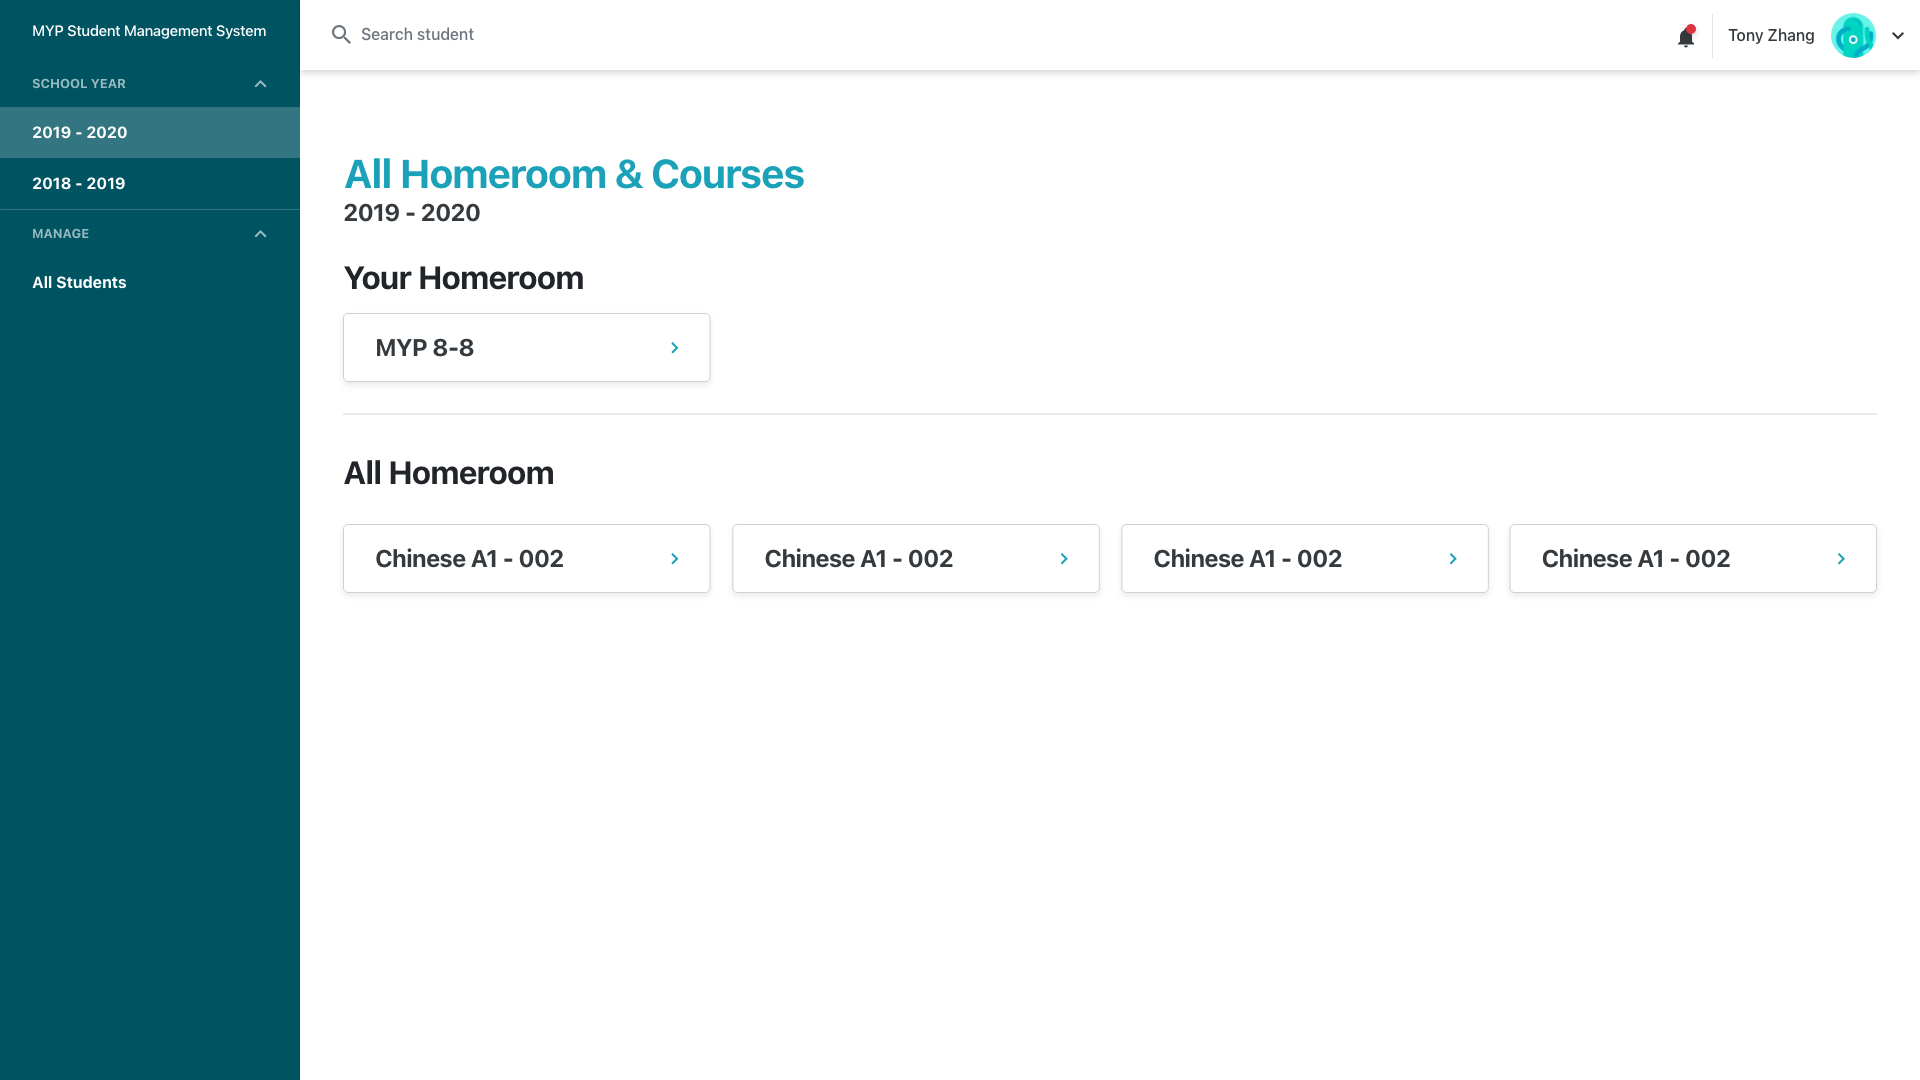 MYP Student Management System
SCHOOL YEAR
2019 - 2020
2018 - 2019
MANAGE
All Students
Search student
Tony Zhang
All Homeroom & Courses
2019 - 2020
Your Homeroom
MYP 8-8
All Homeroom
Chinese A1 - 002
Chinese A1 - 002
Chinese A1 - 002
Chinese A1 - 002